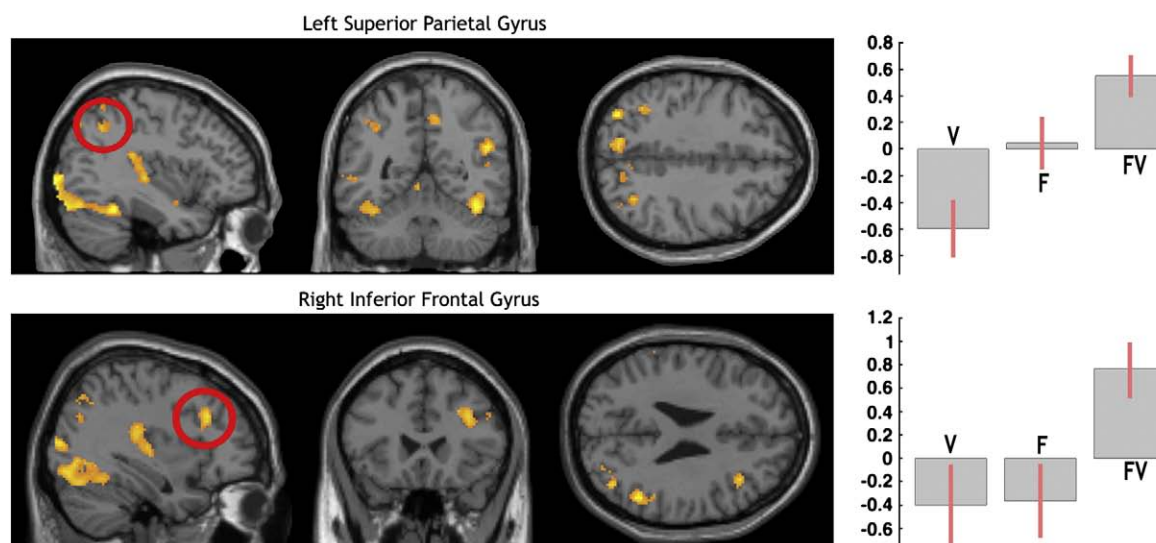 Left Superior Parietal Gyrus
0.8
0.6
0.4
0.2
0
-0.2
-0.4
-0.6
-0.8
V
F
FV
Right Inferior Frontal Gyrus
1.2
1
0.8
0.6
0.4
0.2
0
-0.2
-0.4
-0.6
V
F
FV